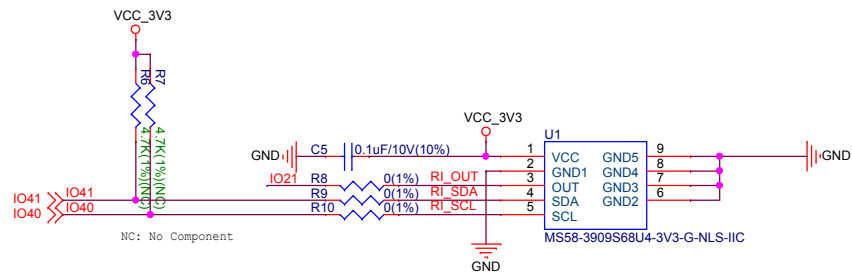 VCC_3V3
R6
R7
4.7K(1%)(NC)
4.7K(1%)(NC)
VCC_3V3
U1
GND
C5
0.1uF/10V(10%)
1
VCC
GND5
9
GND
2
GND1
GND4
8
IO21
R8
0(1%)
RI_OUT
3
OUT
GND3
7
IO41
IO41
R9
0(1%)
RI_SDA
4
SDA
GND2
6
IO40
IO40
R10
0(1%)
RI_SCL
5
SCL
NC: No Component
MS58-3909S68U4-3V3-G-NLS-IIC
GND